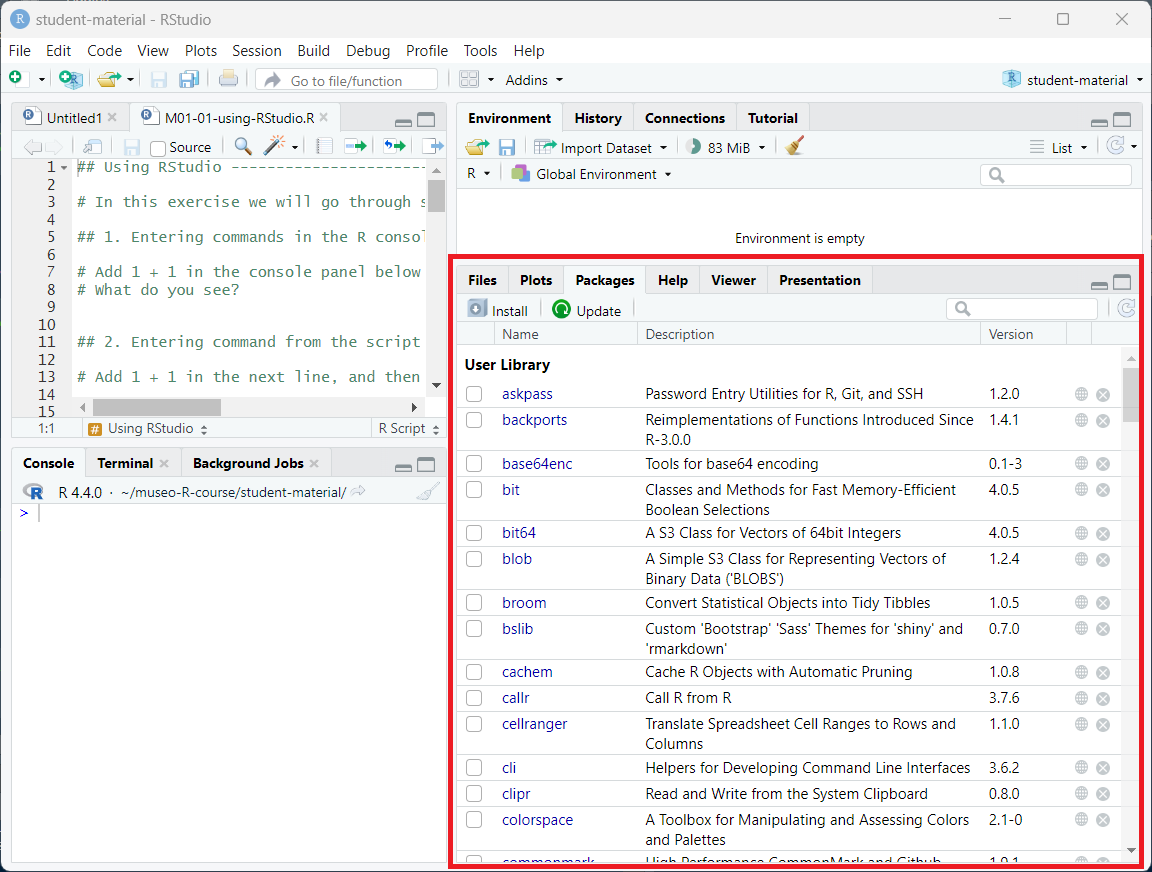 student-material - RStudio
File Edit Code View Plots Session Build Debug Profile Tools Help
Go to file/function Addins student-material
Untitled1 M01-01-using-RStudio.R
Source
1 ## Using RStudio -----------------------
2
3 # In this exercise we will go through s
4
5 ## 1. Entering commands in the R consol
6
7 # Add 1 + 1 in the console panel below
8 # What do you see?
9
10
11 ## 2. Entering command from the script
12
13 # Add 1 + 1 in the next line, and then
14
15
1:1 # Using RStudio R Script
Console Terminal Background Jobs
R 4.4.0 · ~/museo-R-course/student-material/
>
Environment History Connections Tutorial
Import Dataset 83 MiB List
R Global Environment
Environment is empty
Files Plots Packages Help Viewer Presentation
Install Update
Name Description Version
User Library
askpass Password Entry Utilities for R, Git, and SSH 1.2.0
backports Reimplementations of Functions Introduced Since 1.4.1
R-3.0.0
base64enc Tools for base64 encoding 0.1-3
bit Classes and Methods for Fast Memory-Efficient 4.0.5
Boolean Selections
bit64 A S3 Class for Vectors of 64bit Integers 4.0.5
blob A Simple S3 Class for Representing Vectors of 1.2.4
Binary Data ('BLOBS')
broom Convert Statistical Objects into Tidy Tibbles 1.0.5
bslib Custom 'Bootstrap' 'Sass' Themes for 'shiny' and 0.7.0
'rmarkdown'
cachem Cache R Objects with Automatic Pruning 1.0.8
callr Call R from R 3.7.6
cellranger Translate Spreadsheet Cell Ranges to Rows and 1.1.0
Columns
cli Helpers for Developing Command Line Interfaces 3.6.2
clipr Read and Write from the System Clipboard 0.8.0
colorspace A Toolbox for Manipulating and Assessing Colors 2.1-0
and Palettes
commonmark High Performance CommonMark and Github 1.9.1